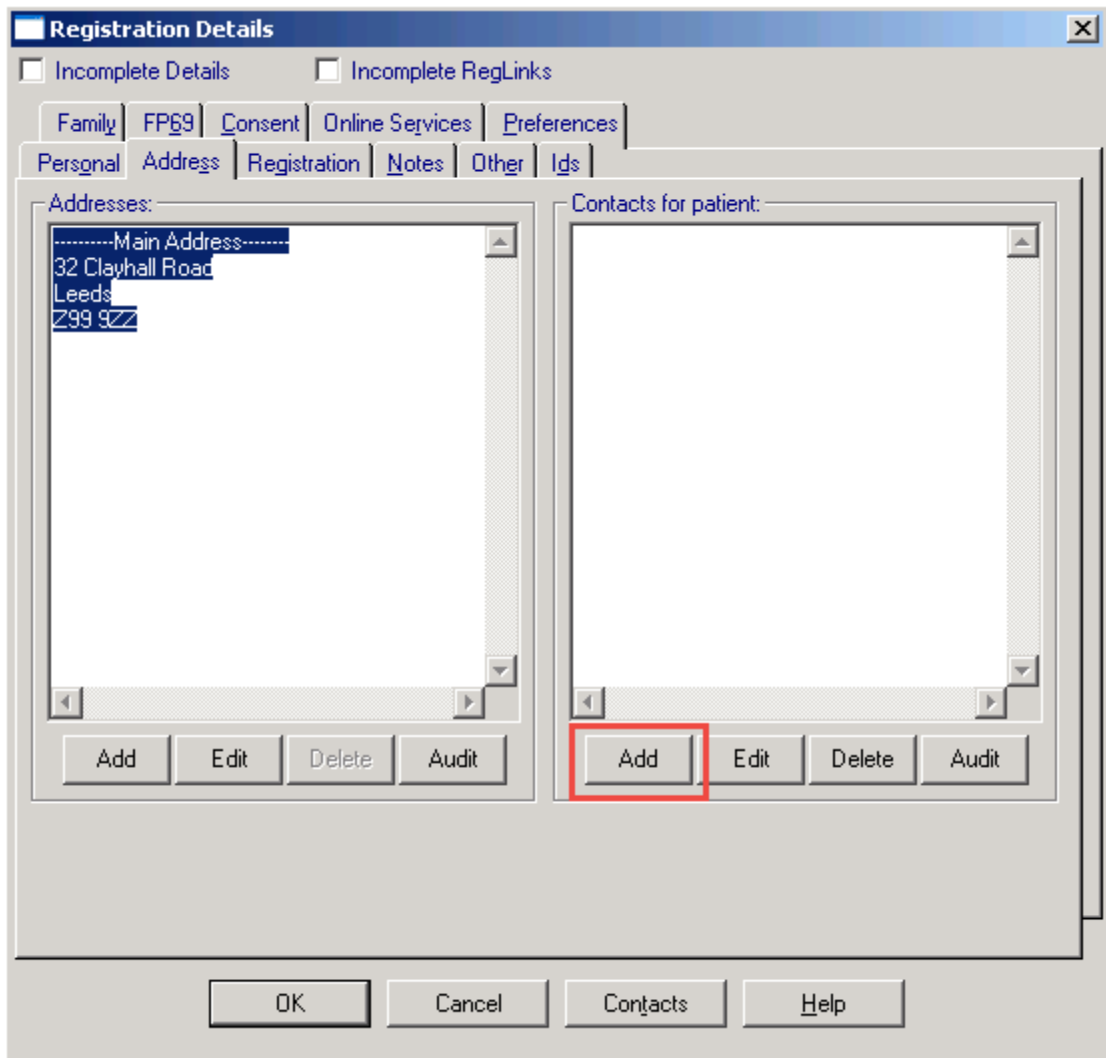 Registration Details
Incomplete Details Incomplete RegLinks
Family FP69 Consent Online Services Preferences
Personal Address Registration Notes Other Ids
Addresses: Contacts for patient:
----------Main Address--------
32 Clayhall Road
Leeds
Z99 9ZZ
Add Edit Delete Audit Add Edit Delete Audit
OK Cancel Contacts Help